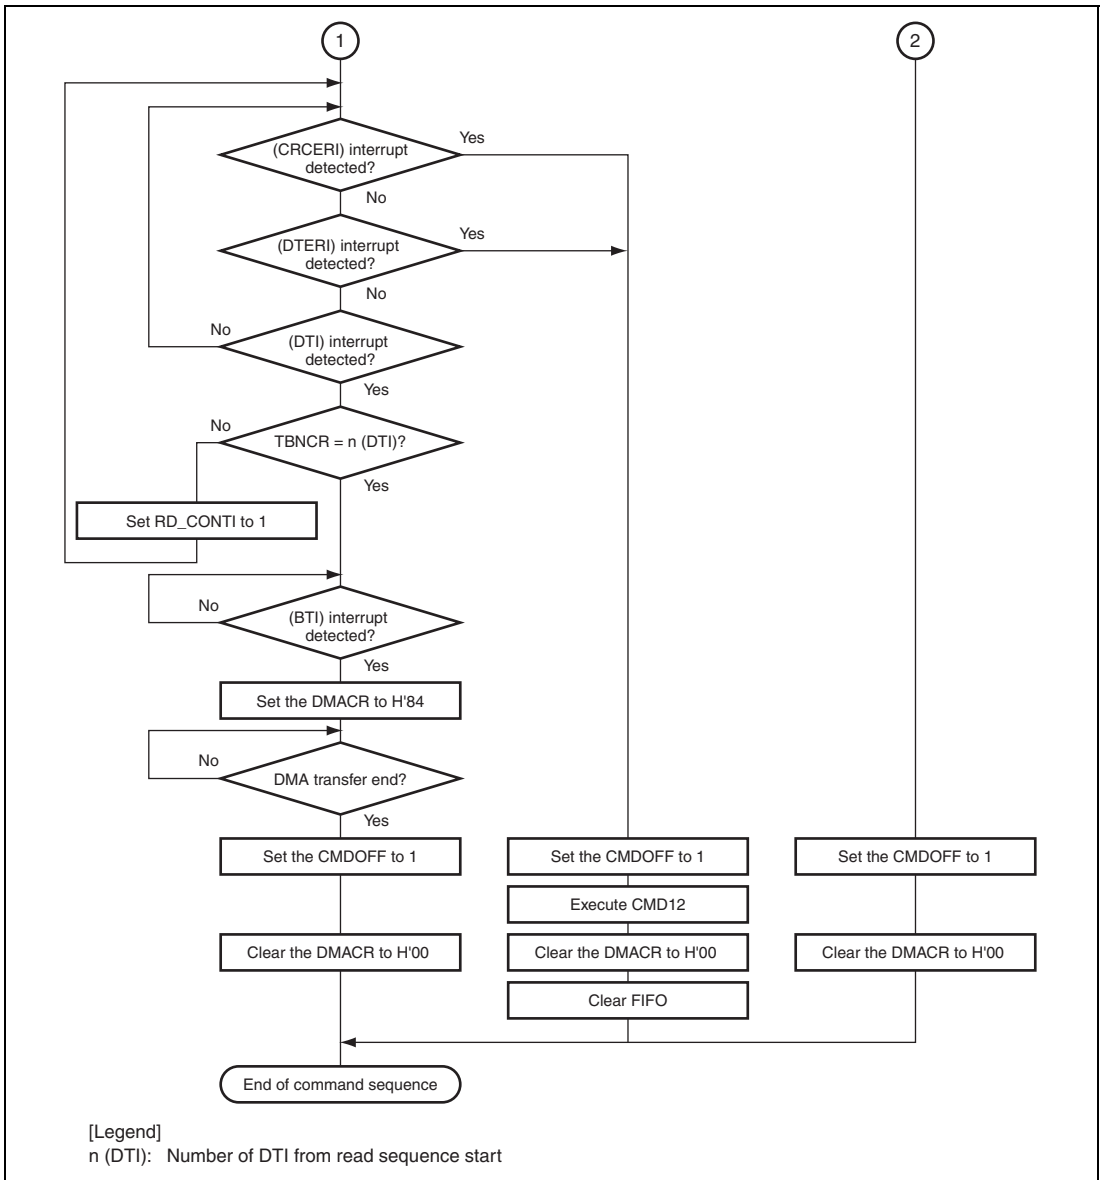 1
2
(CRCERI) interrupt
detected?
Yes
No
(DTERI) interrupt
detected?
Yes
No
(DTI) interrupt
detected?
No
Yes
TBNCR = n (DTI)?
No
Yes
Set RD_CONTI to 1
(BTI) interrupt
detected?
No
Yes
Set the DMACR to H'84
DMA transfer end?
No
Yes
Set the CMDOFF to 1
Set the CMDOFF to 1
Set the CMDOFF to 1
Execute CMD12
Clear the DMACR to H'00
Clear the DMACR to H'00
Clear the DMACR to H'00
Clear FIFO
End of command sequence
[Legend]
n (DTI): Number of DTI from read sequence start